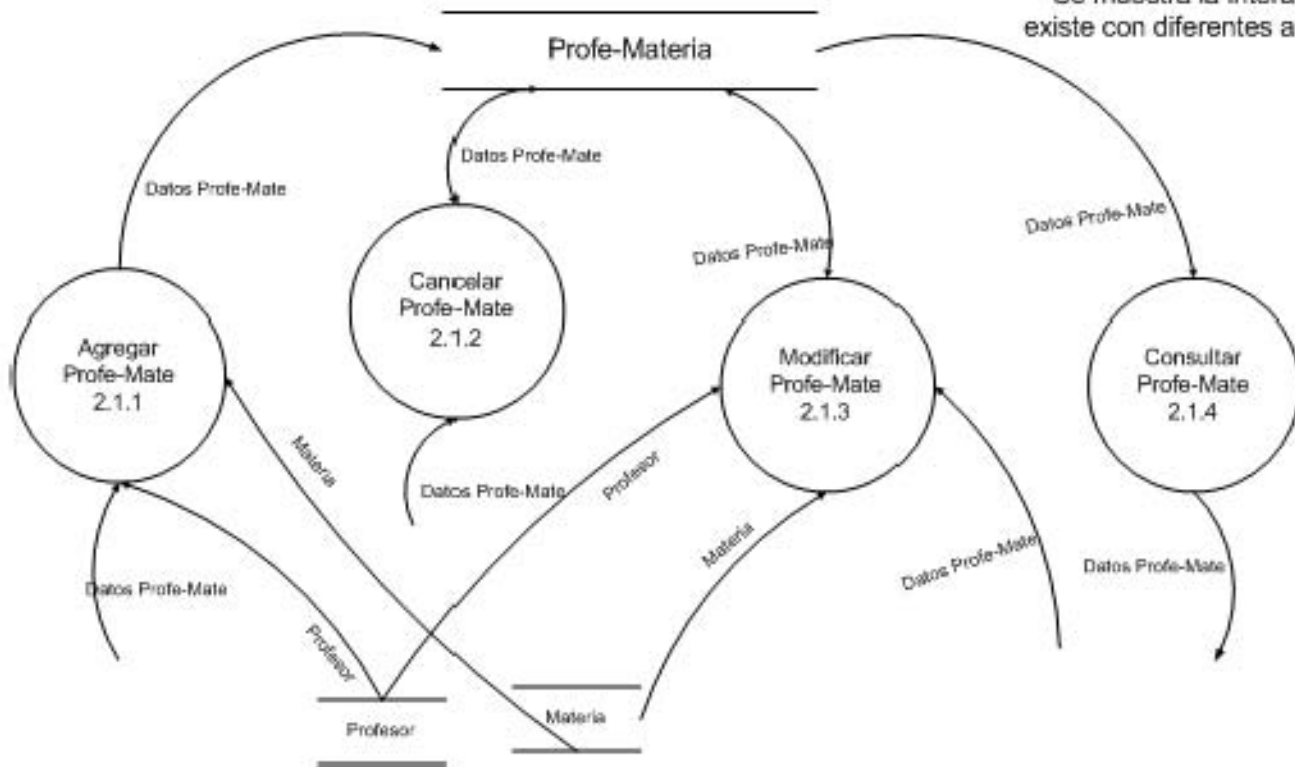 existe con diferentes a
Profe-Materia
Datos Profe-Mate
Datos Profe-Mate
Datos Profe-Mate
Datos Profe-Mate
Cancelar
Profe-Mate
2.1.2
Agregar
Profe-Mate
2.1.1
Modificar
Profe-Mate
2.1.3
Consultar
Profe-Mate
2.1.4
Materia
Profesor
Datos Profe-Mate
Materia
Datos Profe-Mate
Datos Profe-Mate
Datos Profe-Mate
Profesor
Profesor
Materia